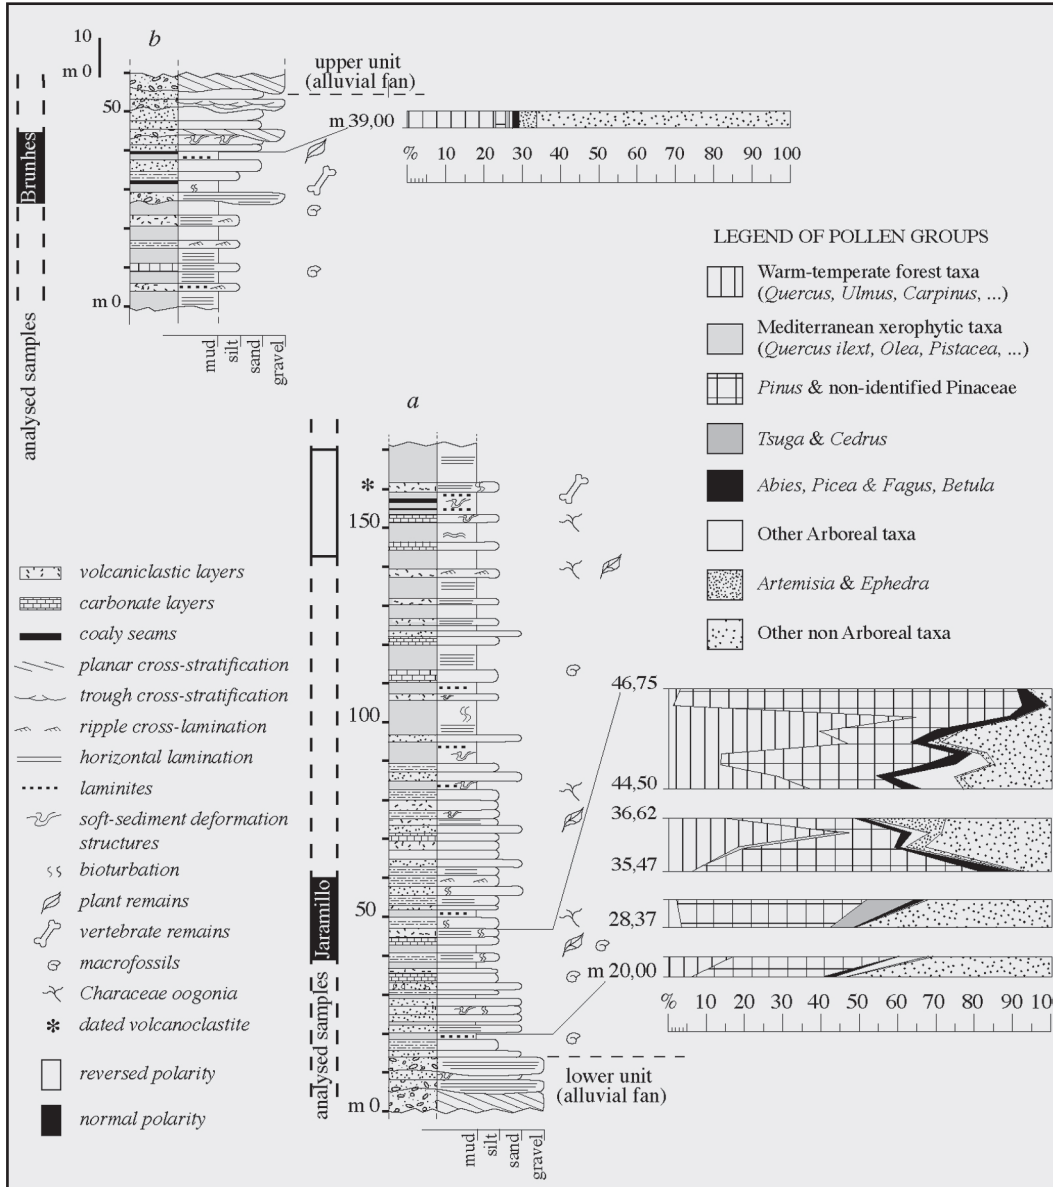 b
10
m 0
50
m 0
Brunhes
analysed samples
upper unit
(alluvial fan)
m 39,00
% 10 20 30 40 50 60 70 80 90 100
mud
silt
sand
gravel
LEGEND OF POLLEN GROUPS
Warm-temperate forest taxa
(Quercus, Ulmus, Carpinus, ...)
Mediterranean xerophytic taxa
(Quercus ilext, Olea, Pistacea, ...)
Pinus & non-identified Pinaceae
Tsuga & Cedrus
Abies, Picea & Fagus, Betula
Other Arboreal taxa
Artemisia & Ephedra
Other non Arboreal taxa
a
*
150
100
50
m 0
Jaramillo
analysed samples
lower unit
(alluvial fan)
mud
silt
sand
gravel
volcaniclastic layers
carbonate layers
coaly seams
planar cross-stratification
trough cross-stratification
ripple cross-lamination
horizontal lamination
laminites
soft-sediment deformation
structures
bioturbation
plant remains
vertebrate remains
macrofossils
Characeae oogonia
* dated volcanoclastite
reversed polarity
normal polarity
46,75
44,50
36,62
35,47
28,37
m 20,00
% 10 20 30 40 50 60 70 80 90 100